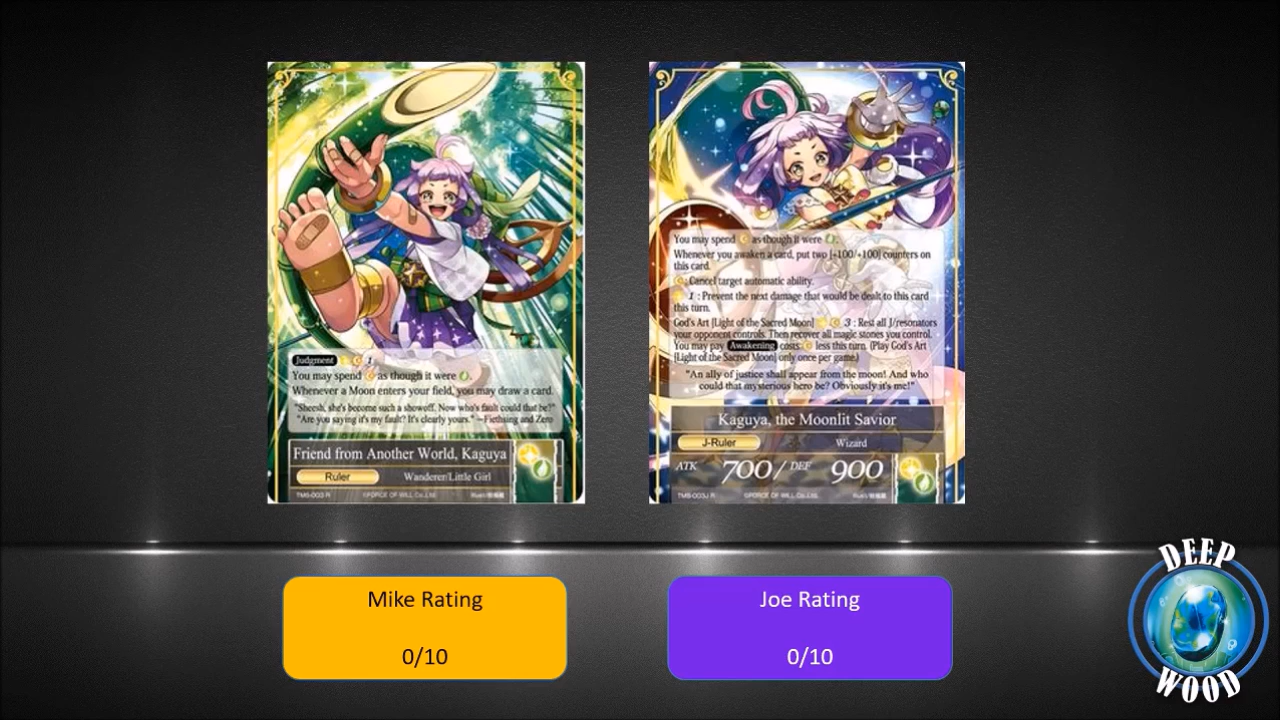 Judgment 1
You may spend as though it were .
Whenever a Moon enters your field, you may draw a card.
"Sheesh, she's become such a showoff. Now who's fault could that be?"
"Are you saying it's my fault? It's clearly yours." —Fiethsing and Zero
Friend from Another World, Kaguya
Ruler
Wanderer/Little Girl
You may spend as though it were .
Whenever you awaken a card, put two [+100/+100] counters on
this card.
: Cancel target automatic ability.
1 : Prevent the next damage that would be dealt to this card
this turn.
God's Art [Light of the Sacred Moon] 3 : Rest all J/resonators
your opponent controls. Then recover all magic stones you control.
You may pay Awakening costs less this turn. (Play God's Art
[Light of the Sacred Moon] only once per game.)
"An ally of justice shall appear from the moon! And who
could that mysterious hero be? Obviously it's me!"
Kaguya, the Moonlit Savior
J-Ruler
Wizard
ATK 700/ DEF 900
Mike Rating
0/10
Joe Rating
0/10
DEEP
WOOD